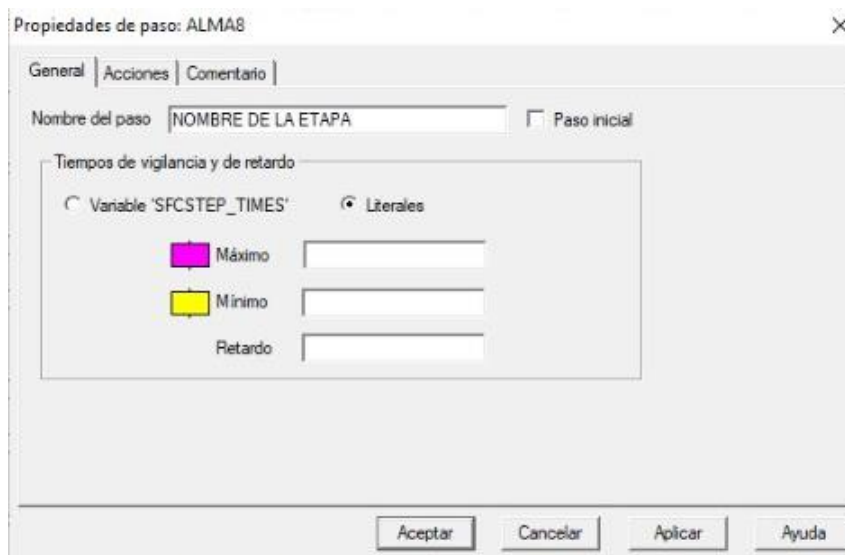 Propiedades de paso: ALMA8
General Acciones Comentario
Nombre del paso NOMBRE DE LA ETAPA Paso inicial
Tiempos de vigilancia y de retardo
Variable 'SFCSTEP_TIMES' Literales
Máximo
Mínimo
Retardo
Aceptar Cancelar Aplicar Ayuda